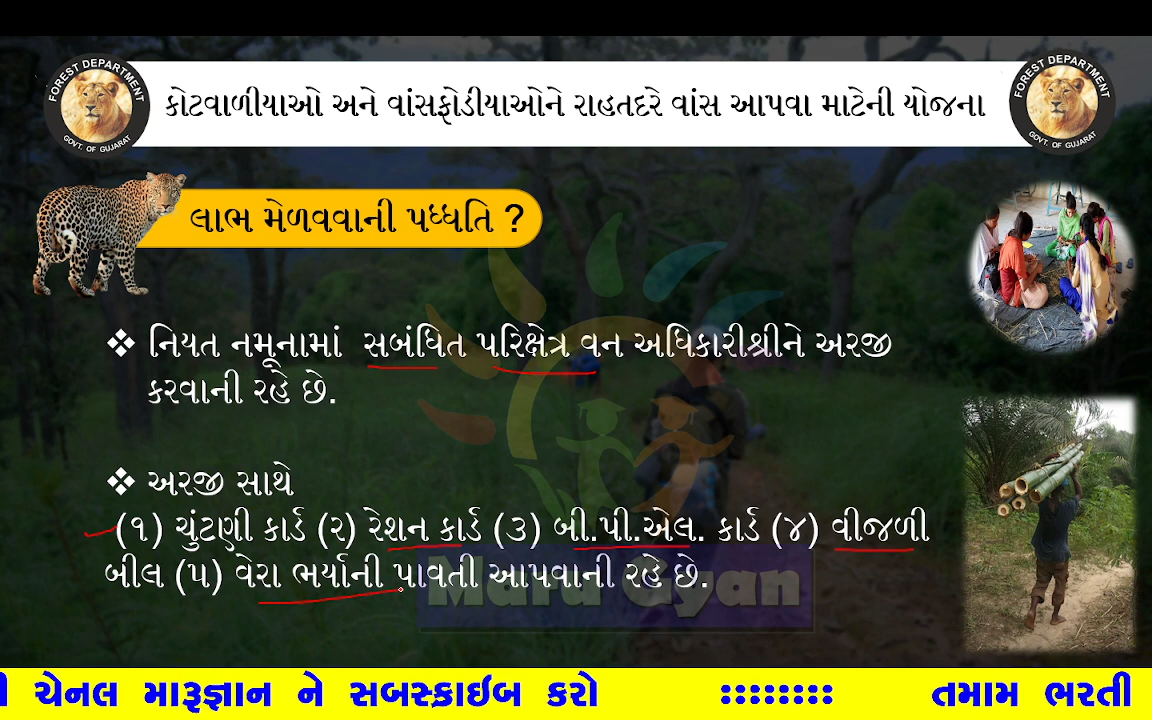 FOREST DEPARTMENT
GOVT. OF GUJARAT
કોટવાળીયાઓ અને વાંસફોડીયાઓને રાહતદરે વાંસ આપવા માટેની યોજના
FOREST DEPARTMENT
GOVT. OF GUJARAT
લાભ મેળવવાની પધ્ધતિ ?
❖ નિયત નમૂનામાં સબંધિત પરિક્ષેત્ર વન અધિકારીશ્રીને અરજી
કરવાની રહે છે.
❖ અરજી સાથે
(૧) ચુંટણી કાર્ડ (૨) રેશન કાર્ડ (૩) બી.પી.એલ. કાર્ડ (૪) વીજળી
બીલ (૫) વેરા ભર્યાની પાવતી આપવાની રહે છે.
Maru Gyan
ચેનલ મારૂજ્ઞાન ને સબસ્ક્રાઇબ કરો :::::::: તમામ ભરતી